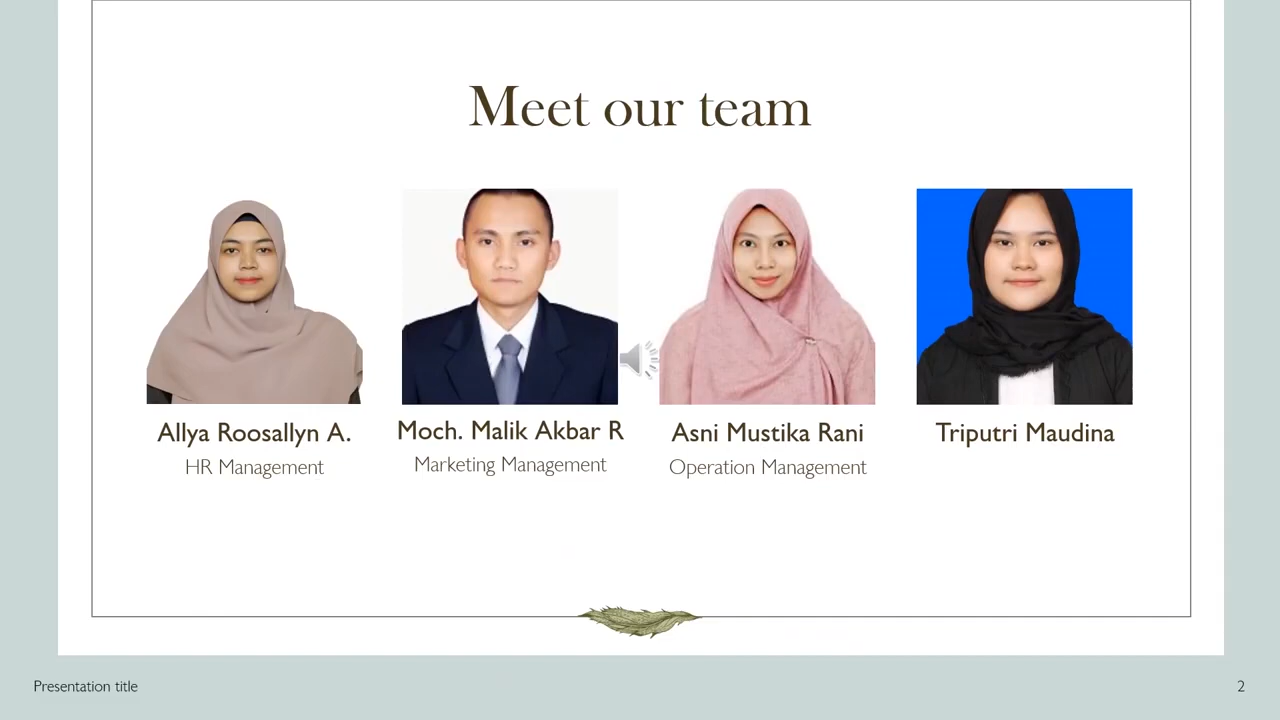 Meet our team
Allya Roosallyn A.
HR Management
Moch. Malik Akbar R
Marketing Management
Asni Mustika Rani
Operation Management
Triputri Maudina
Presentation title
2